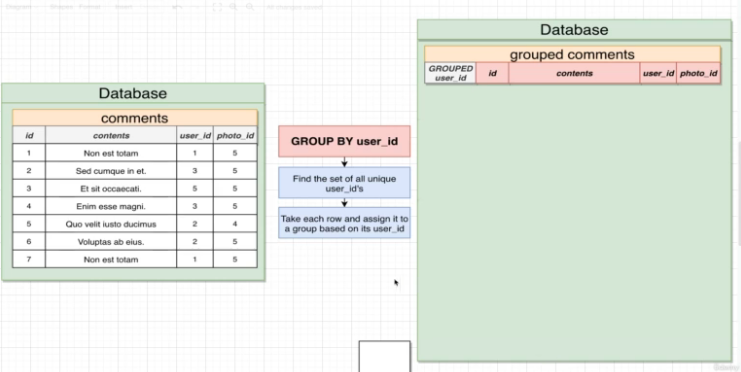 Database
comments
id contents user_id photo_id
1 Non est totam 1 5
2 Sed cumque in et. 3 5
3 Et sit occaecati. 5 5
4 Enim esse magni. 3 5
5 Quo velit iusto ducimus 2 4
6 Voluptas ab eius. 2 5
7 Non est totam 1 5
GROUP BY user_id
Find the set of all unique
user_id's
Take each row and assign it to
a group based on its user_id
Database
grouped comments
GROUPED
user_id
id contents user_id photo_id